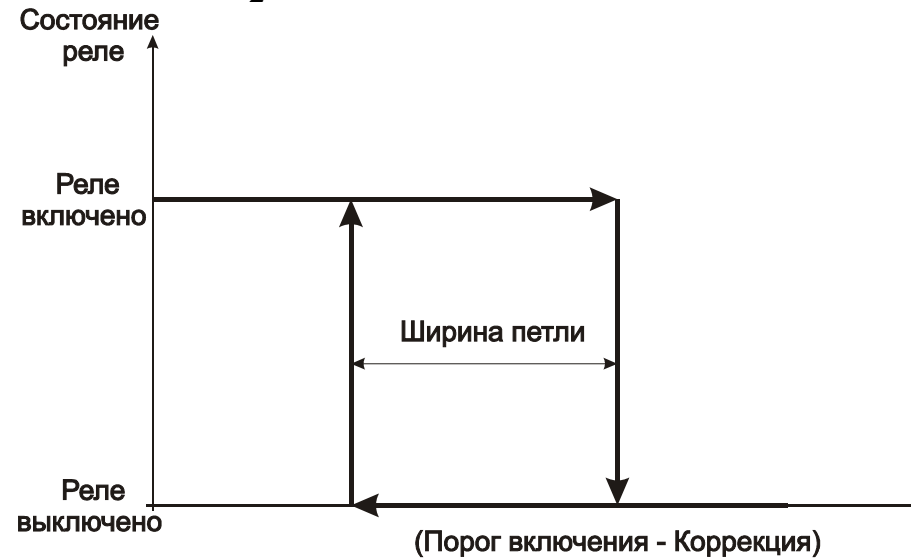 Состояние
реле
Реле
включено
Ширина петли
Реле
выключено
(Порог включения - Коррекция)